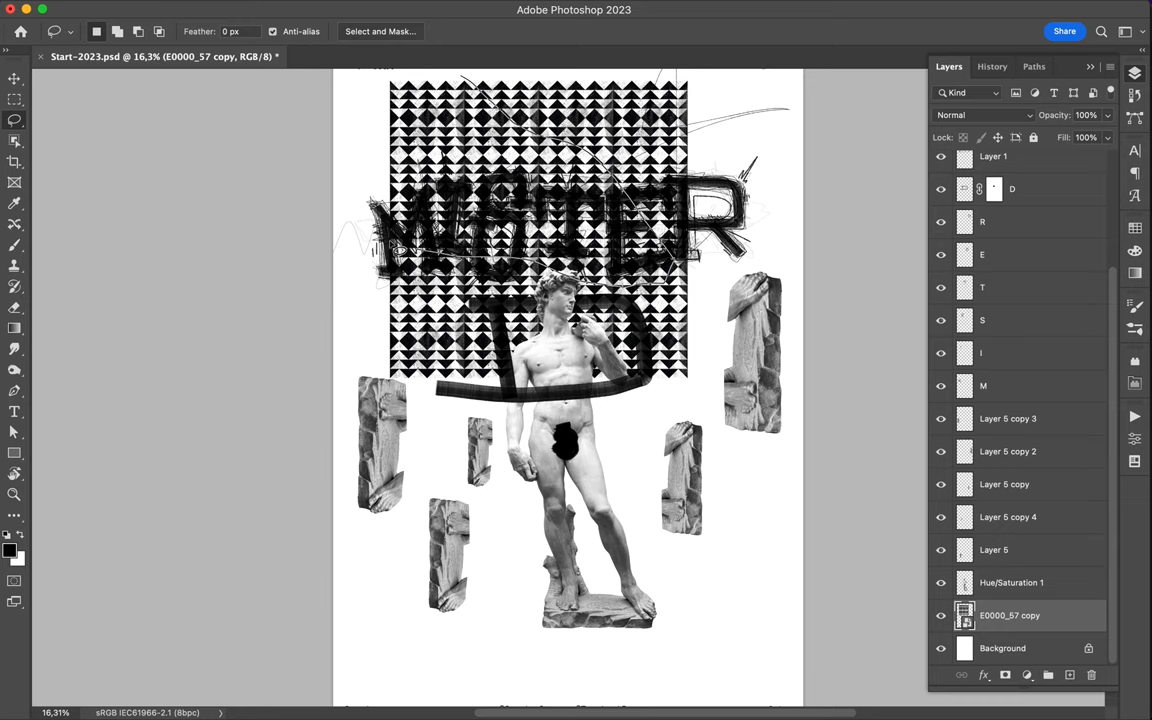 Adobe Photoshop 2023
Feather: 0 px
Anti-alias
Select and Mask...
Share
× Start-2023.psd @ 16,3% (E0000_57 copy, RGB/8) *
Layers
History
Paths
Kind
Normal
Opacity: 100%
Lock:
Fill: 100%
Layer 1
D
R
E
T
S
I
M
Layer 5 copy 3
Layer 5 copy 2
Layer 5 copy
Layer 5 copy 4
Layer 5
Hue/Saturation 1
E0000_57 copy
Background
MISTER
D
16,31%
sRGB IEC61966-2.1 (8bpc)